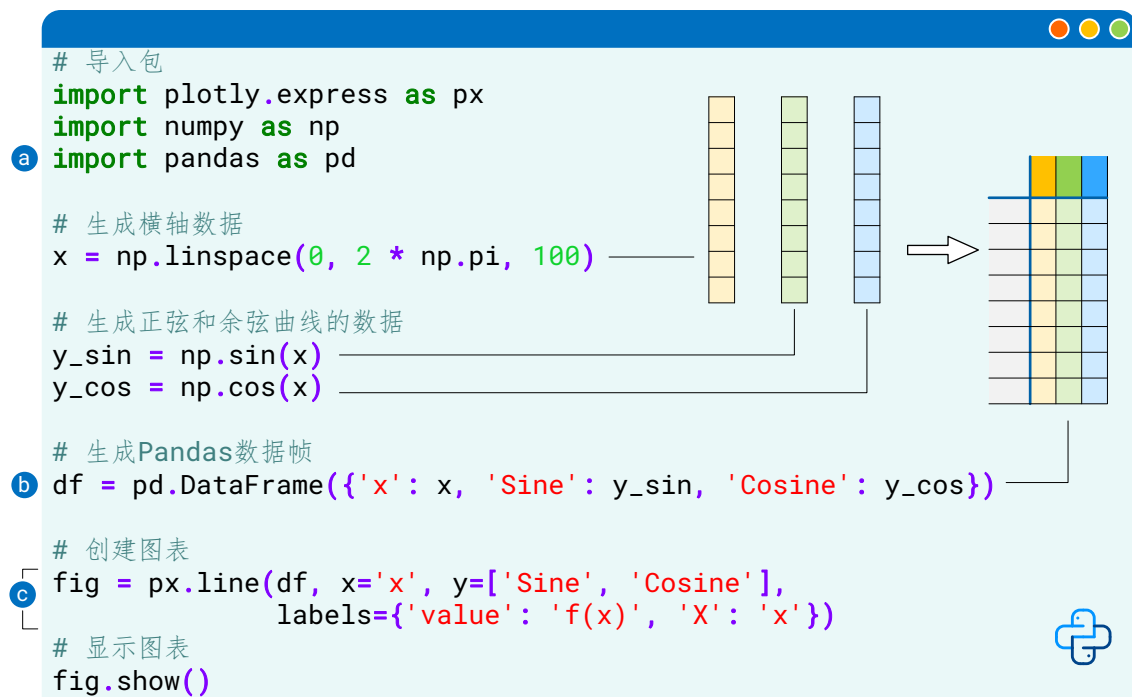 # 导入包
import plotly.express as px
import numpy as np
a import pandas as pd
# 生成横轴数据
x = np.linspace(0, 2 * np.pi, 100)
# 生成正弦和余弦曲线的数据
y_sin = np.sin(x)
y_cos = np.cos(x)
# 生成Pandas数据帧
b df = pd.DataFrame({'x': x, 'Sine': y_sin, 'Cosine': y_cos})
# 创建图表
c fig = px.line(df, x='x', y=['Sine', 'Cosine'],
labels={'value': 'f(x)', 'X': 'x'})
# 显示图表
fig.show()